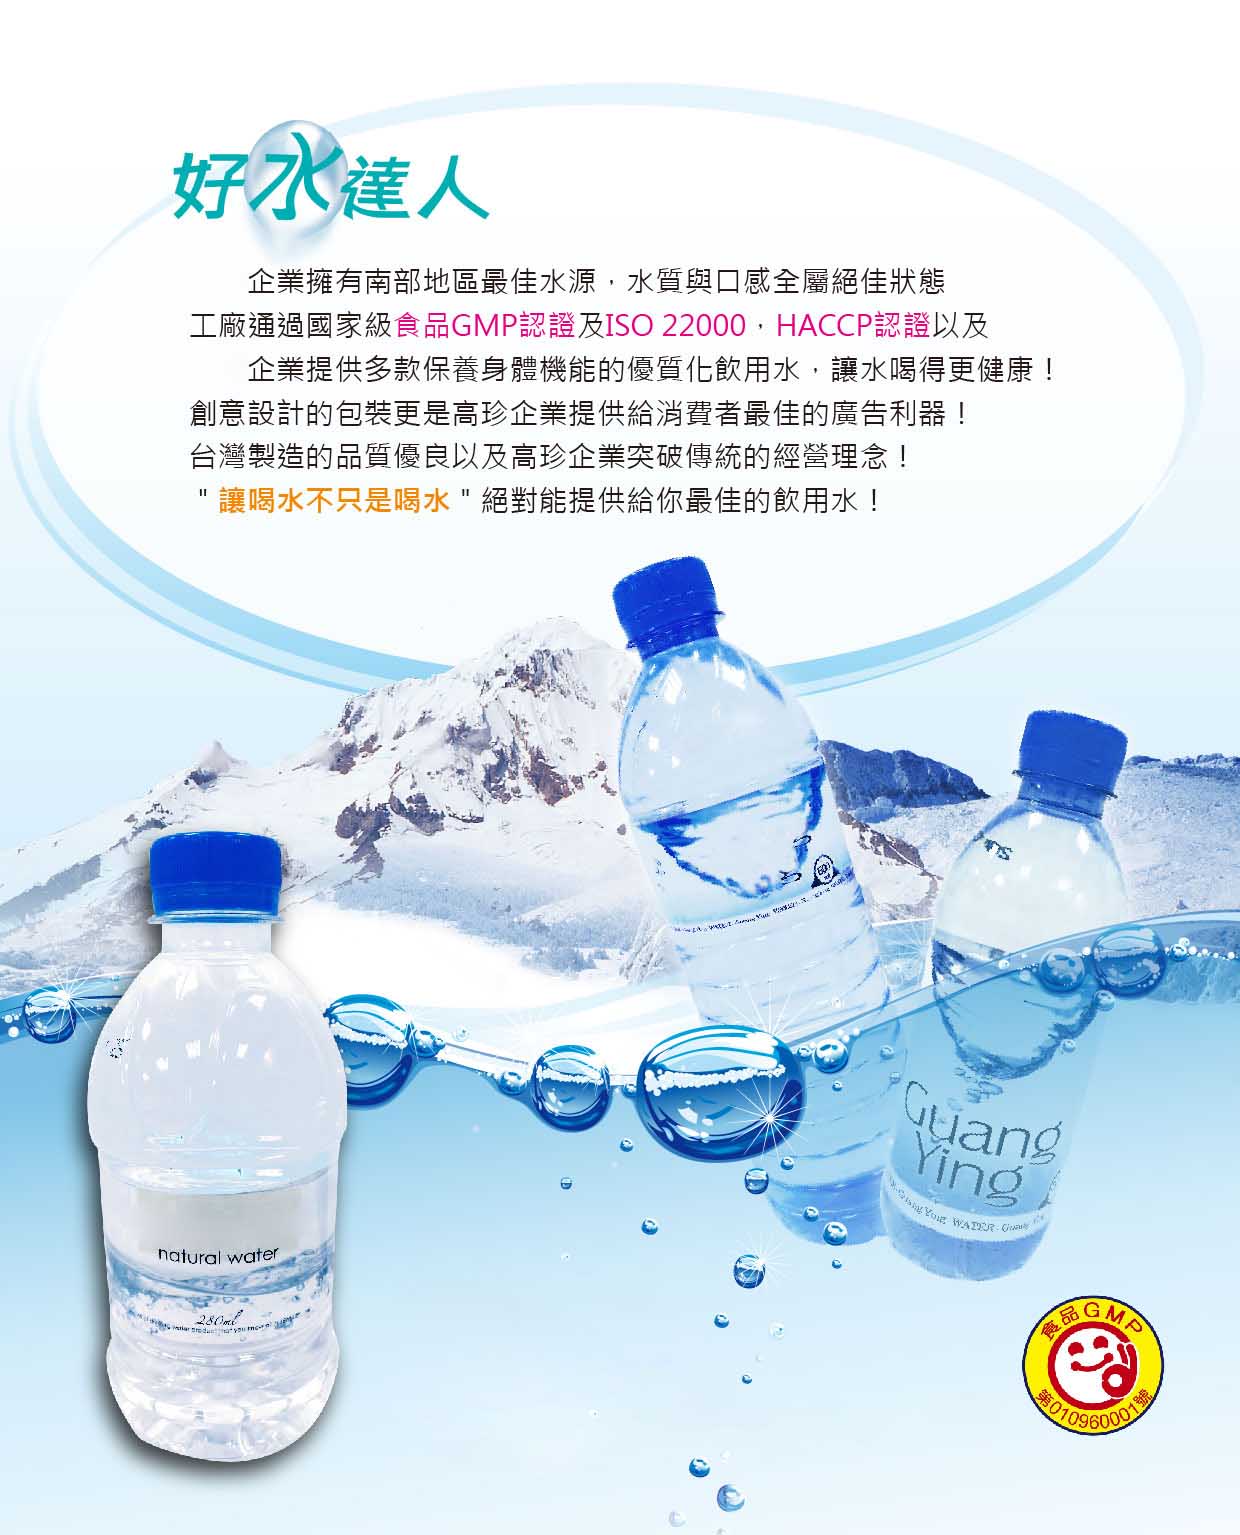 好水達人
企業擁有南部地區最佳水源，水質與口感全屬絕佳狀態
工廠通過國家級食品GMP認證及ISO 22000，HACCP認證以及
企業提供多款保養身體機能的優質化飲用水，讓水喝得更健康！
創意設計的包裝更是高珍企業提供給消費者最佳的廣告利器！
台灣製造的品質優良以及高珍企業突破傳統的經營理念！
"讓喝水不只是喝水"絕對能提供給你最佳的飲用水！
Guang
Ying
Guang Ying WATER · Guang
natural water
280ml
食品GMP
第010960001號